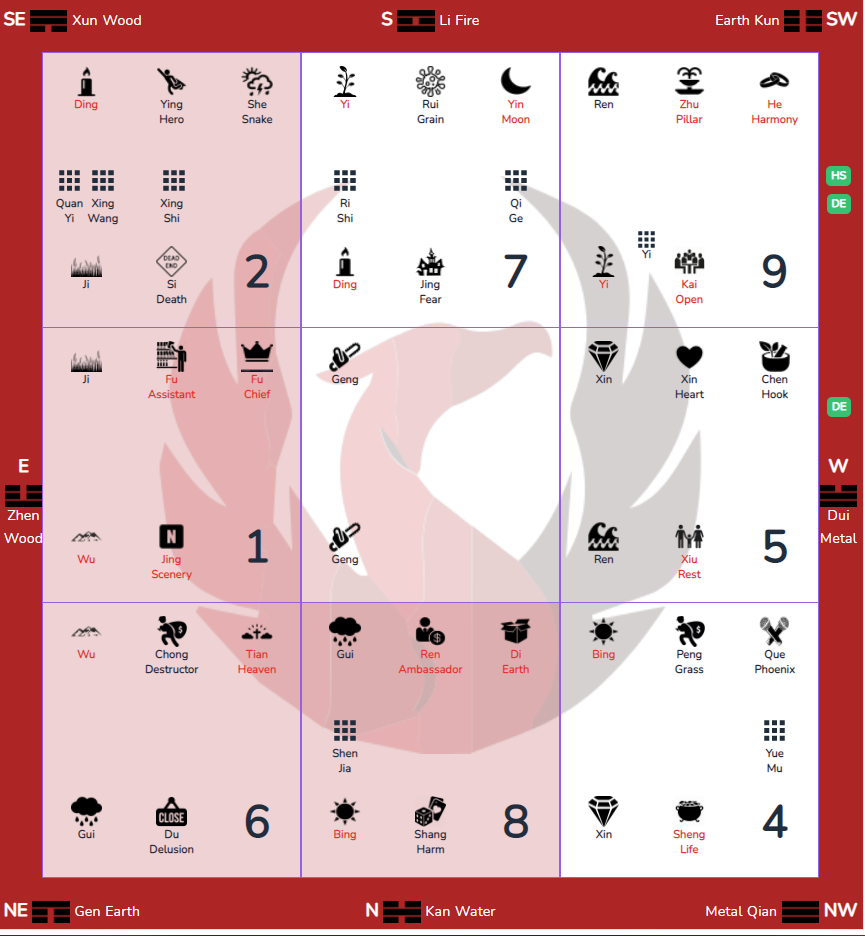 SE Xun Wood S Li Fire Earth Kun SW
Ding Ying She Yi Rui Yin Ren Zhu He
Hero Snake Grain Moon Pillar Harmony
HS
Quan Xing Xing Ri Qi DE
Yi Wang Shi Shi Ge
Yi
DEAD END
Ji Si 2 Ding Jing 7 Yi Kai 9
Death Fear Open
Ji Fu Fu Geng Xin Xin Chen
Assistant Chief Heart Hook
DE
E W
Zhen Dui
Wood Metal
N
Wu Jing 1 Geng Ren Xiu 5
Scenery Rest
Wu Chong Tian Gui Ren Di Bing Peng Que
Destructor Heaven Ambassador Earth Grass Phoenix
Shen Yue
Jia Mu
CLOSE
Gui Du 6 Bing Shang 8 Xin Sheng 4
Delusion Harm Life
NE Gen Earth N Kan Water Metal Qian NW